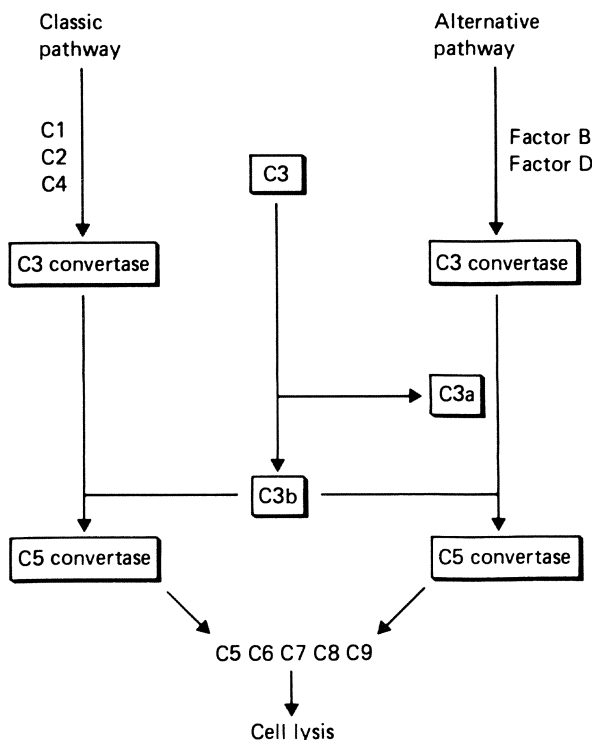 Classic
pathway
Alternative
pathway
C1
C2
C4
Factor B
Factor D
C3
C3 convertase
C3 convertase
C3a
C3b
C5 convertase
C5 convertase
C5 C6 C7 C8 C9
Cell lysis